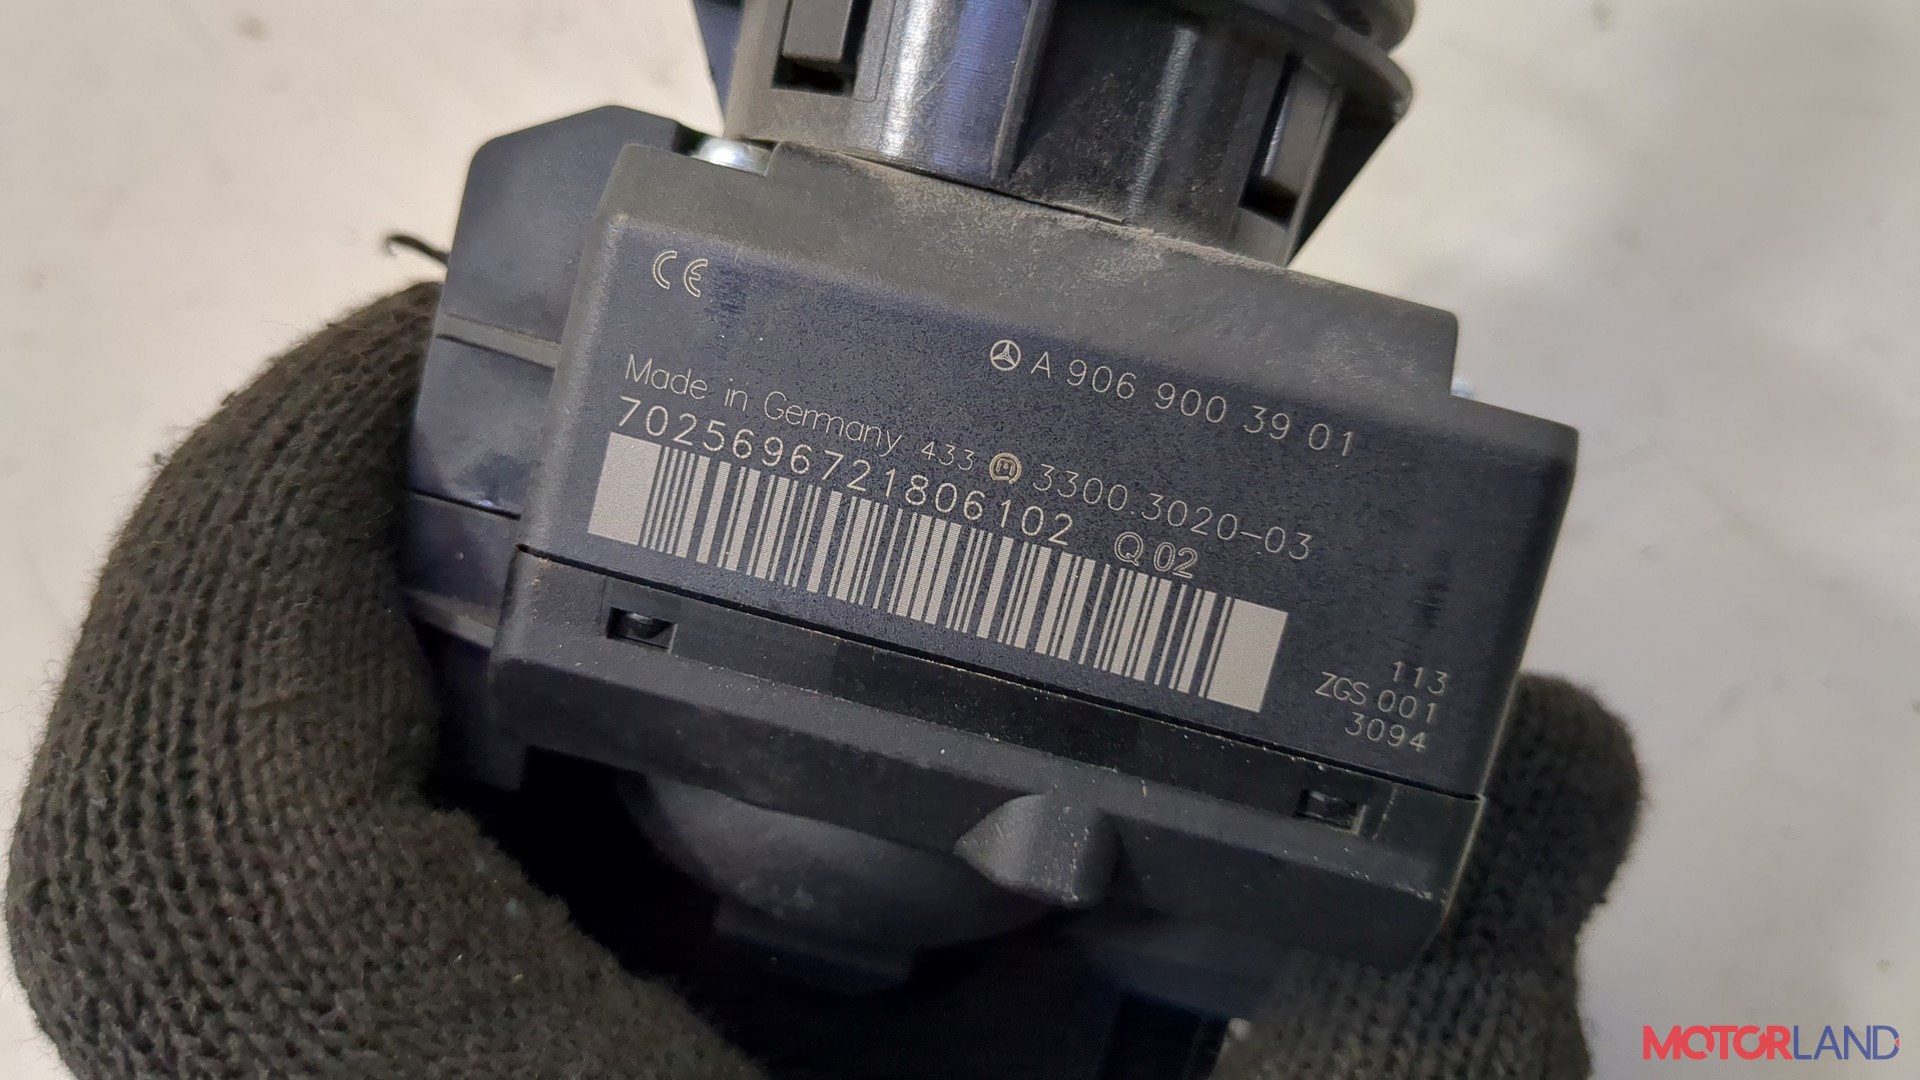 CE
A 906 900 39 01
Made in Germany 433 3300.3020-03
7025696721806102 Q 02
113
ZGS 001
3094
MOTORLAND